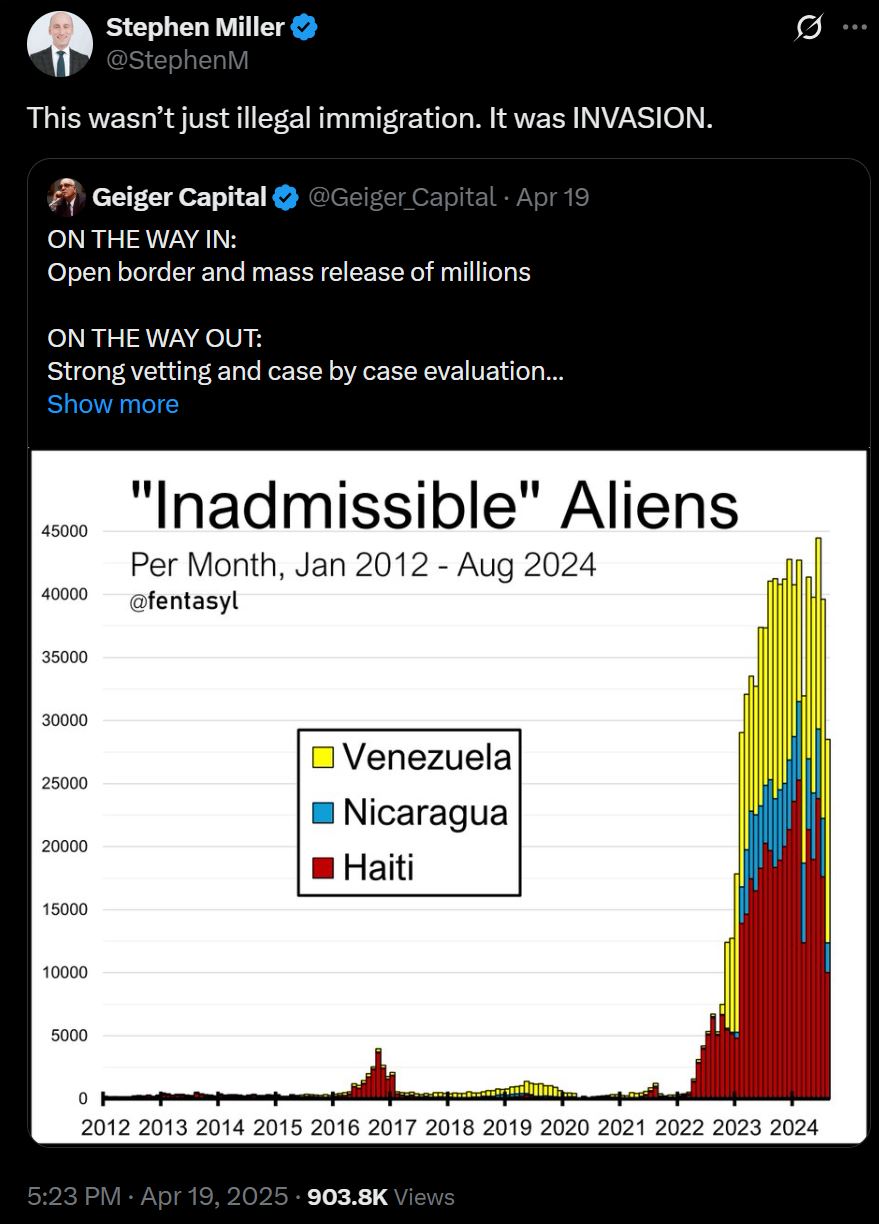 Stephen Miller
@StephenM
This wasn’t just illegal immigration. It was INVASION.
Geiger Capital @Geiger_Capital · Apr 19
ON THE WAY IN:
Open border and mass release of millions
ON THE WAY OUT:
Strong vetting and case by case evaluation...
Show more
"Inadmissible" Aliens
Per Month, Jan 2012 - Aug 2024
@fentasyl
45000
40000
35000
30000
25000
20000
15000
10000
5000
0
Venezuela
Nicaragua
Haiti
2012 2013 2014 2015 2016 2017 2018 2019 2020 2021 2022 2023 2024
5:23 PM · Apr 19, 2025 · 903.8K Views